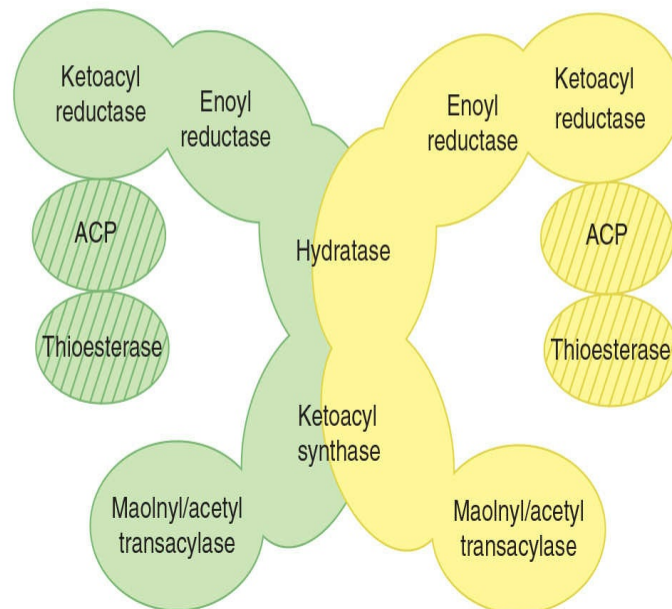 Ketoacyl
reductase
Enoyl
reductase
ACP
Thioesterase
Hydratase
Ketoacyl
synthase
Maolnyl/acetyl
transacylase
Enoyl
reductase
Ketoacyl
reductase
ACP
Thioesterase
Maolnyl/acetyl
transacylase